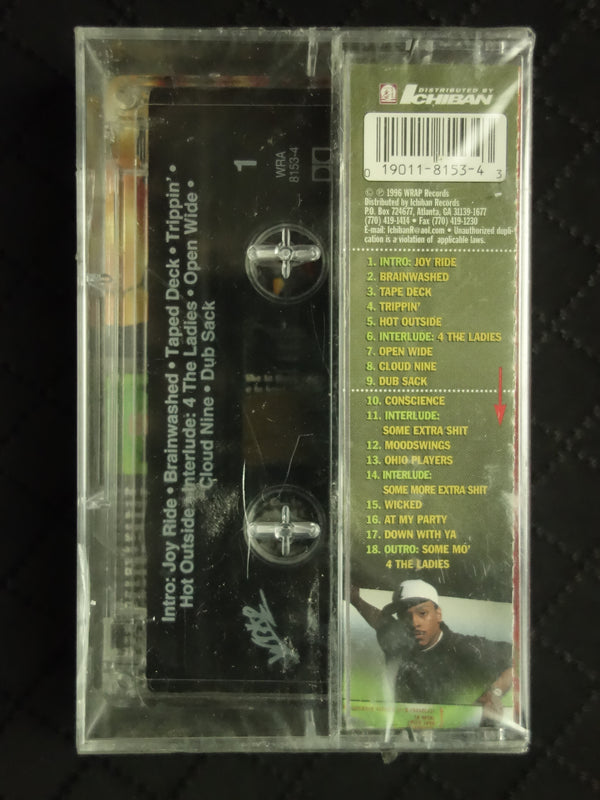 Intro: Joy Ride • Brainwashed • Taped Deck • Trippin' •
Hot Outside • Interlude: 4 The Ladies • Open Wide •
Cloud Nine • Dub Sack
1
WRA
8153-4
DISTRIBUTED BY
ICHIBAN
0 19011-8153-4 3
© ℗ 1996 WRAP Records
Distributed by Ichiban Records
P.O. Box 724677, Atlanta, GA 31139-1677
(770) 419-1414 • Fax (770) 419-1230
E-mail: IchibanR@aol.com • Unauthorized dupli-
cation is a violation of applicable laws.
1. INTRO: JOY RIDE
2. BRAINWASHED
3. TAPE DECK
4. TRIPPIN'
5. HOT OUTSIDE
6. INTERLUDE: 4 THE LADIES
7. OPEN WIDE
8. CLOUD NINE
9. DUB SACK
10. CONSCIENCE
11. INTERLUDE:
SOME EXTRA SHIT
12. MOODSWINGS
13. OHIO PLAYERS
14. INTERLUDE:
SOME MORE EXTRA SHIT
15. WICKED
16. AT MY PARTY
17. DOWN WITH YA
18. OUTRO: SOME MO'
4 THE LADIES